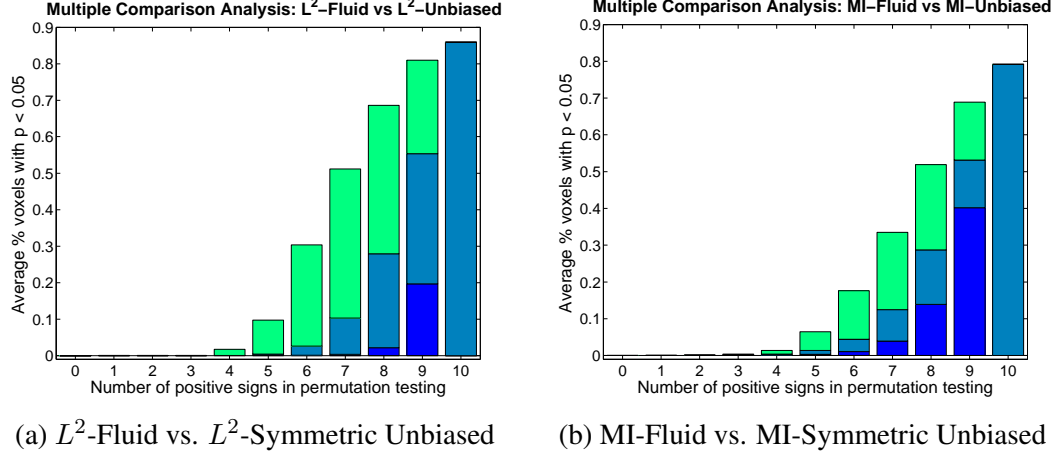 Multiple Comparison Analysis: L²−Fluid vs L²−Unbiased
0.9
0.8
0.7
0.6
0.5
0.4
0.3
0.2
0.1
0
Average % voxels with p < 0.05
0 1 2 3 4 5 6 7 8 9 10
Number of positive signs in permutation testing
(a) L²-Fluid vs. L²-Symmetric Unbiased
Multiple Comparison Analysis: MI−Fluid vs MI−Unbiased
0.9
0.8
0.7
0.6
0.5
0.4
0.3
0.2
0.1
0
Average % voxels with p < 0.05
0 1 2 3 4 5 6 7 8 9 10
Number of positive signs in permutation testing
(b) MI-Fluid vs. MI-Symmetric Unbiased